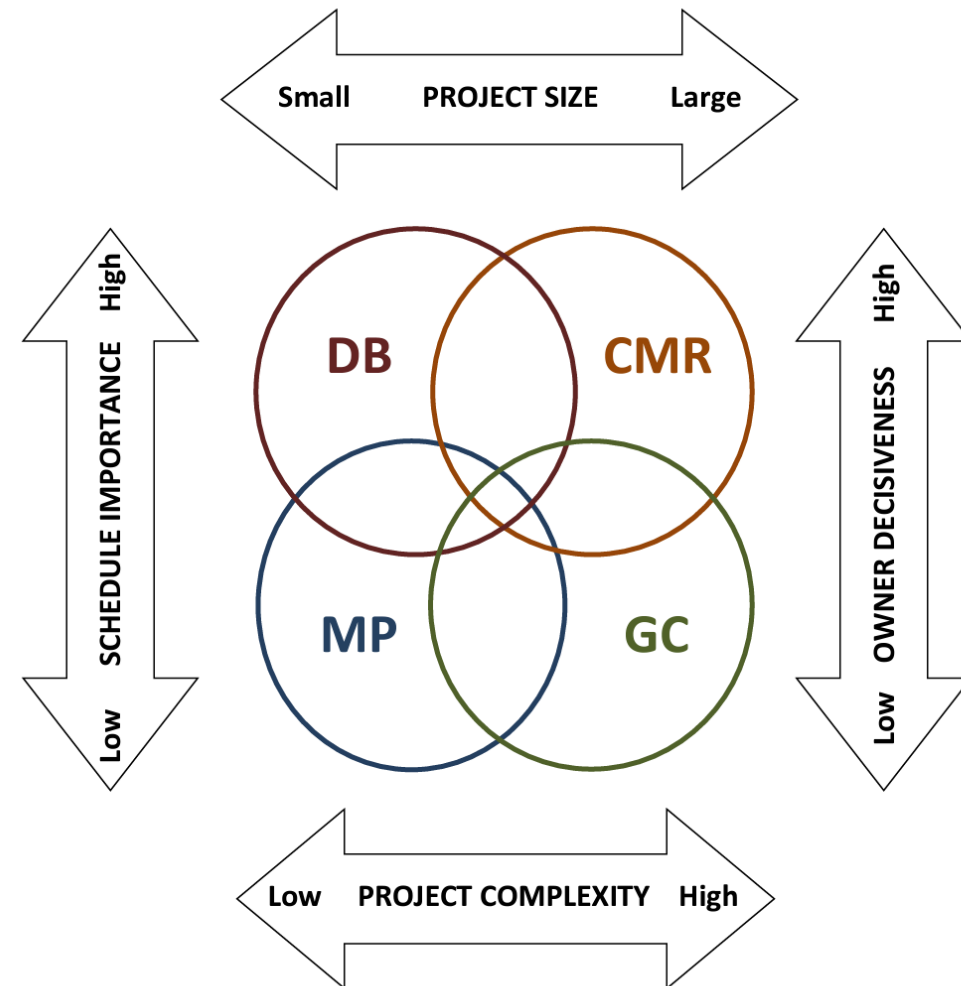 Small PROJECT SIZE Large
Low SCHEDULE IMPORTANCE High
DB
CMR
MP
GC
Low OWNER DECISIVENESS High
Low PROJECT COMPLEXITY High